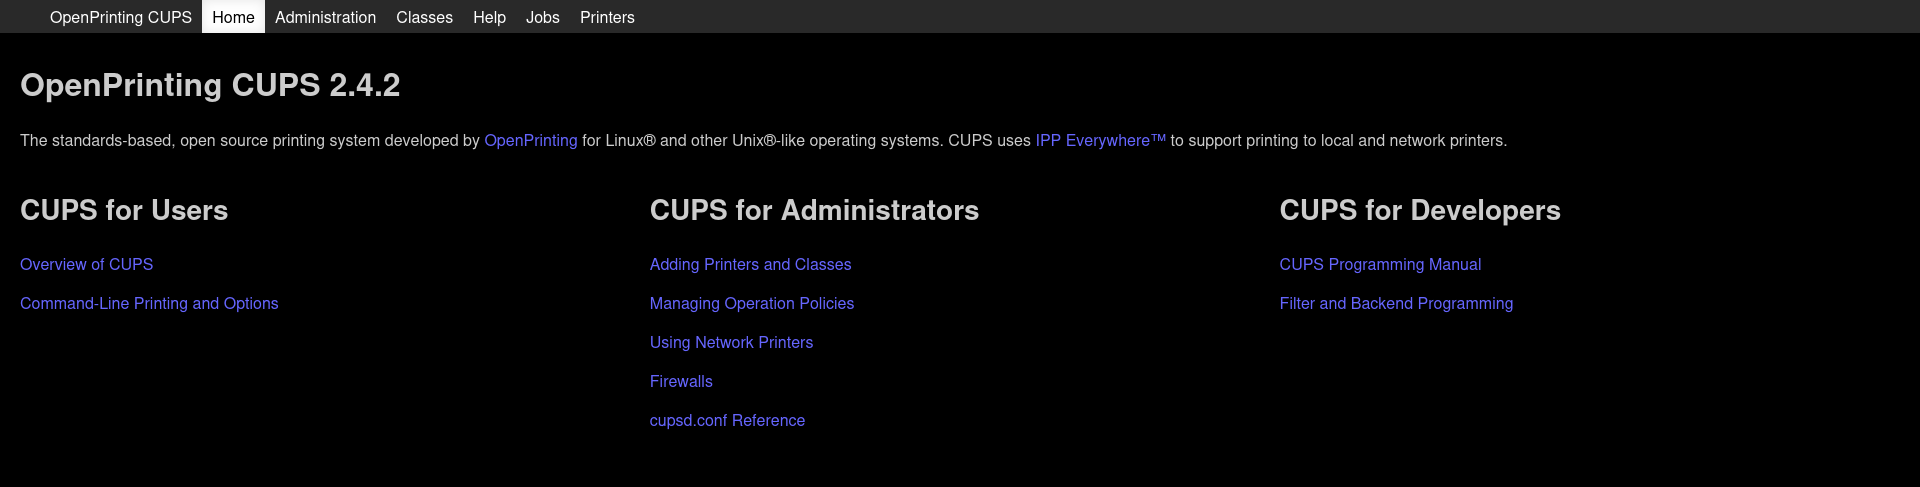 OpenPrinting CUPS Home Administration Classes Help Jobs Printers
OpenPrinting CUPS 2.4.2
The standards-based, open source printing system developed by OpenPrinting for Linux® and other Unix®-like operating systems. CUPS uses IPP Everywhere™ to support printing to local and network printers.
CUPS for Users
Overview of CUPS
Command-Line Printing and Options
CUPS for Administrators
Adding Printers and Classes
Managing Operation Policies
Using Network Printers
Firewalls
cupsd.conf Reference
CUPS for Developers
CUPS Programming Manual
Filter and Backend Programming